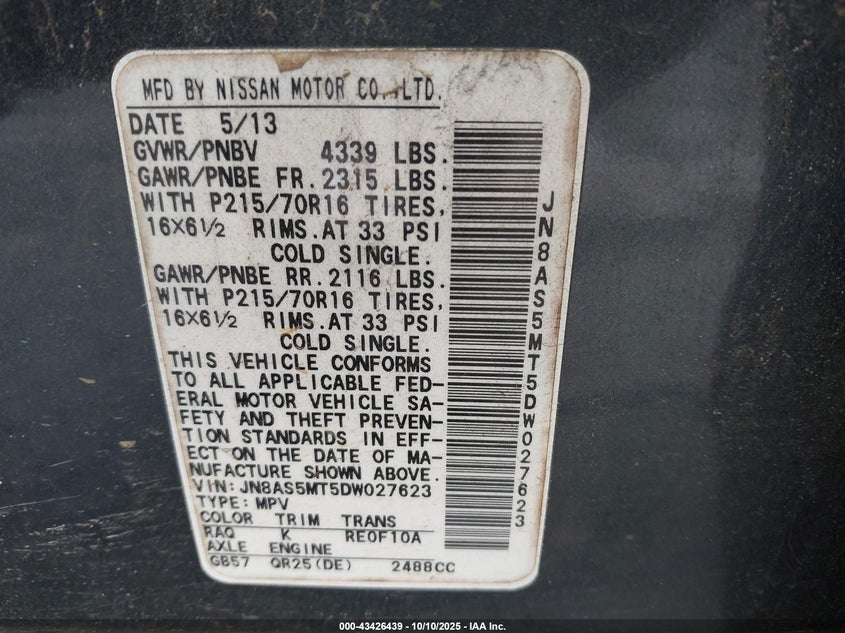 MFD BY NISSAN MOTOR CO.,LTD.
DATE 5/13
GVWR/PNBV 4339 LBS.
GAWR/PNBE FR.2315 LBS.
WITH P215/70R16 TIRES,
16X6½ RIMS.AT 33 PSI
COLD SINGLE.
GAWR/PNBE RR.2116 LBS.
WITH P215/70R16 TIRES,
16X6½ RIMS.AT 33 PSI
COLD SINGLE.
THIS VEHICLE CONFORMS
TO ALL APPLICABLE FED-
ERAL MOTOR VEHICLE SA-
FETY AND THEFT PREVEN-
TION STANDARDS IN EFF-
ECT ON THE DATE OF MA-
NUFACTURE SHOWN ABOVE.
VIN:JN8AS5MT5DW027623
TYPE:MPV
COLOR TRIM TRANS
RAQ K RE0F10A
AXLE ENGINE
GB57 QR25(DE) 2488CC
JN8AS5MT5DW027623
000-43426439 - 10/10/2025 - IAA Inc.